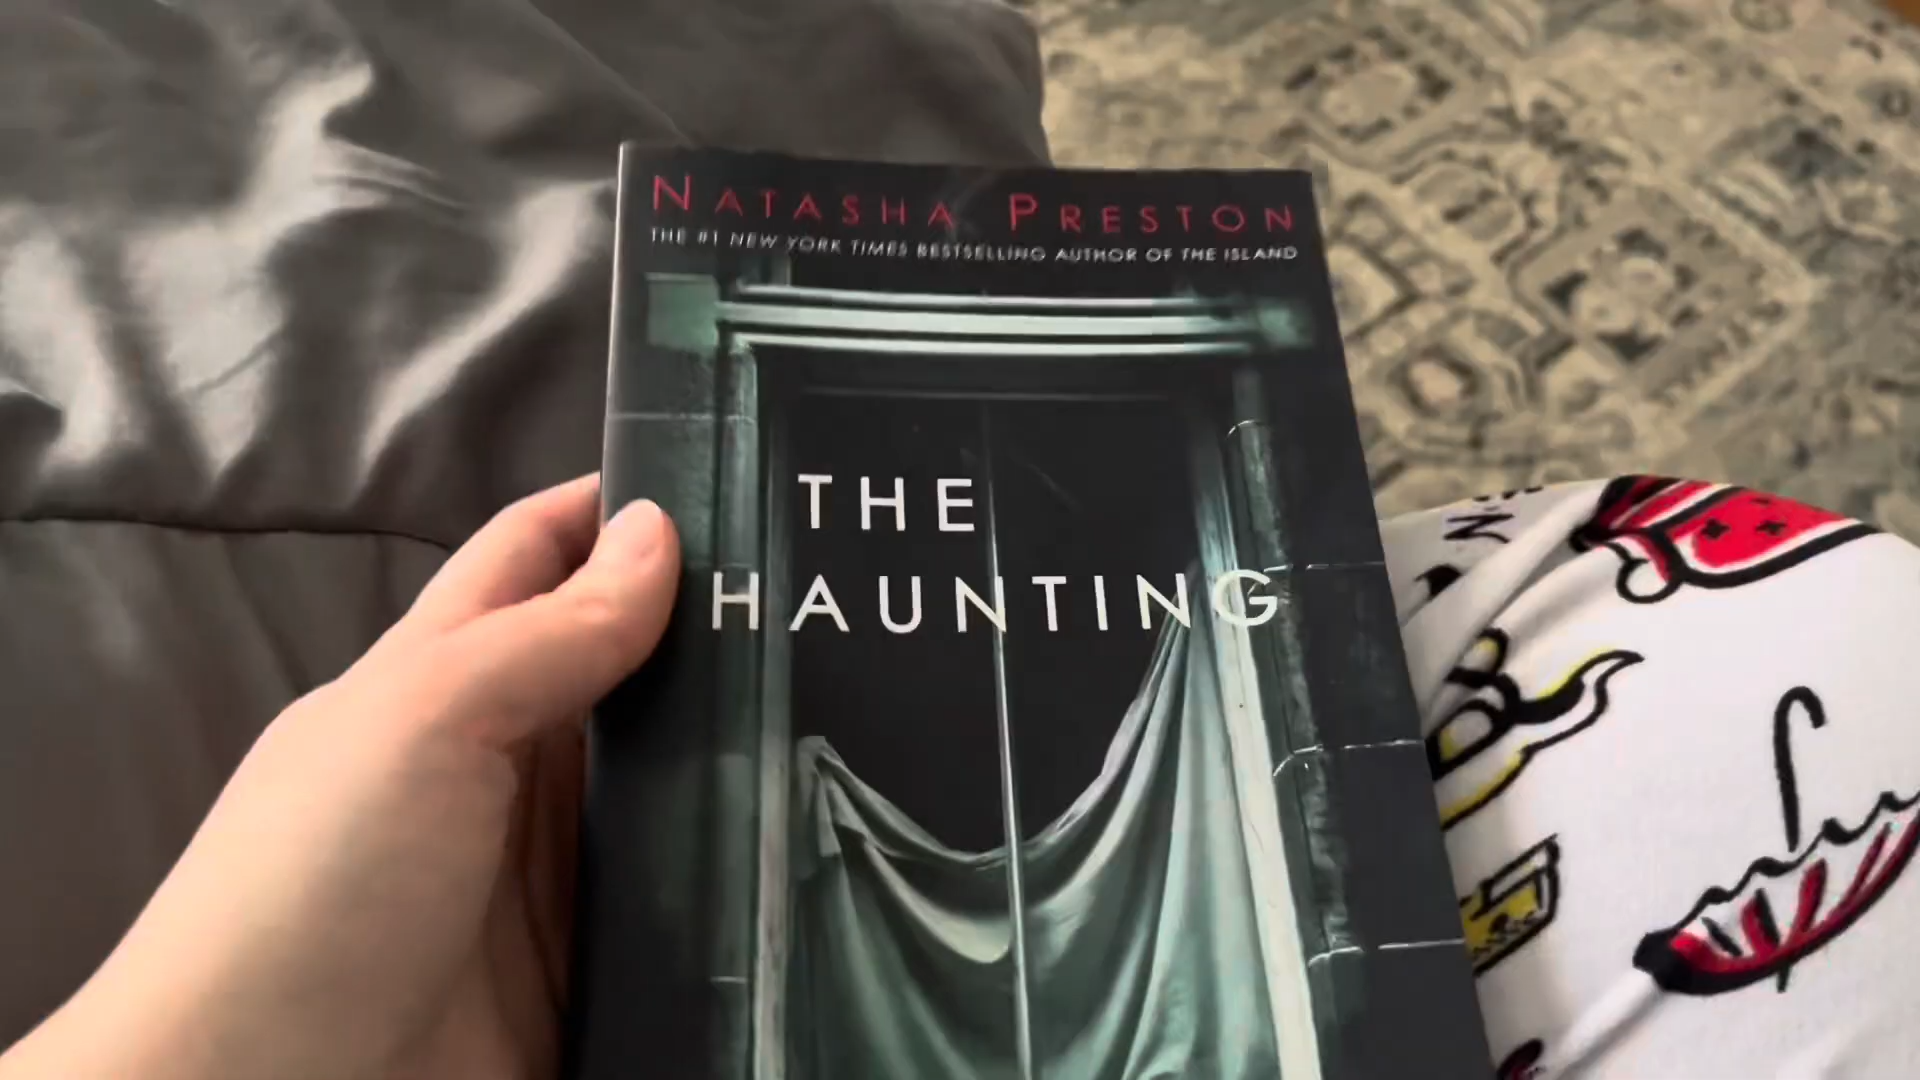 NATASHA PRESTON
THE #1 NEW YORK TIMES BESTSELLING AUTHOR OF THE ISLAND
THE
HAUNTING